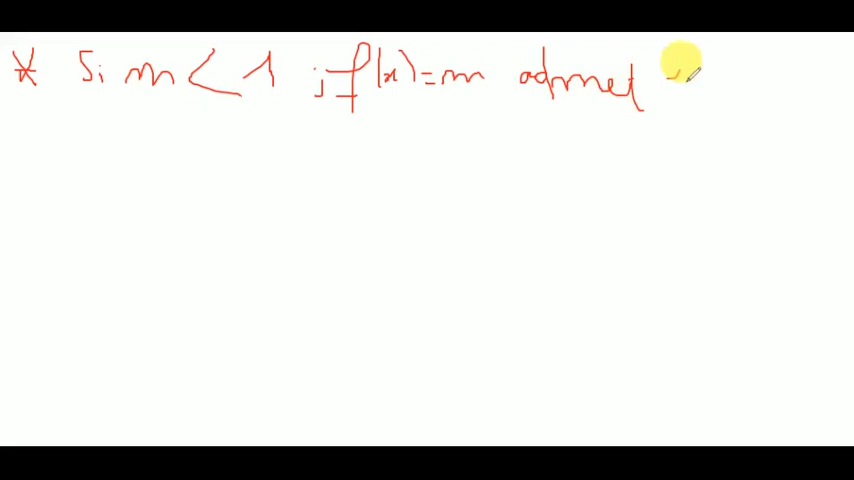 * Si m < 1 ; f(x) = m admet